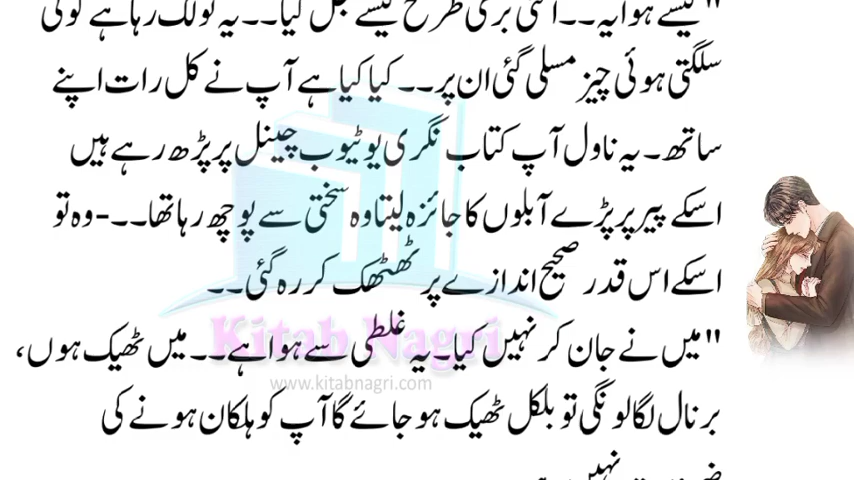 "کیسے ہوا یہ۔۔ اتنی بری طرح کیسے جل گیا۔۔ یہ تو لگ رہا ہے کوئی
سلگتی ہوئی چیز مسلی گئی ان پر۔۔ کیا کیا ہے آپ نے کل رات اپنے
ساتھ۔ یہ ناول آپ کتاب نگری یوٹیوب چینل پر پڑھ رہے ہیں
اسکے پیر پر پڑے آبلوں کا جائزہ لیتا وہ سختی سے پوچھ رہا تھا۔۔-وہ تو
اسکے اس قدر صحیح اندازے پر ٹھٹھک کر رہ گئی۔۔
Kitab Nagri
"میں نے جان کر نہیں کیا۔ یہ غلطی سے ہوا ہے۔۔ میں ٹھیک ہوں،
www.kitabnagri.com
برنال لگا لونگی تو بلکل ٹھیک ہو جائے گا آپ کو ہلکان ہونے کی